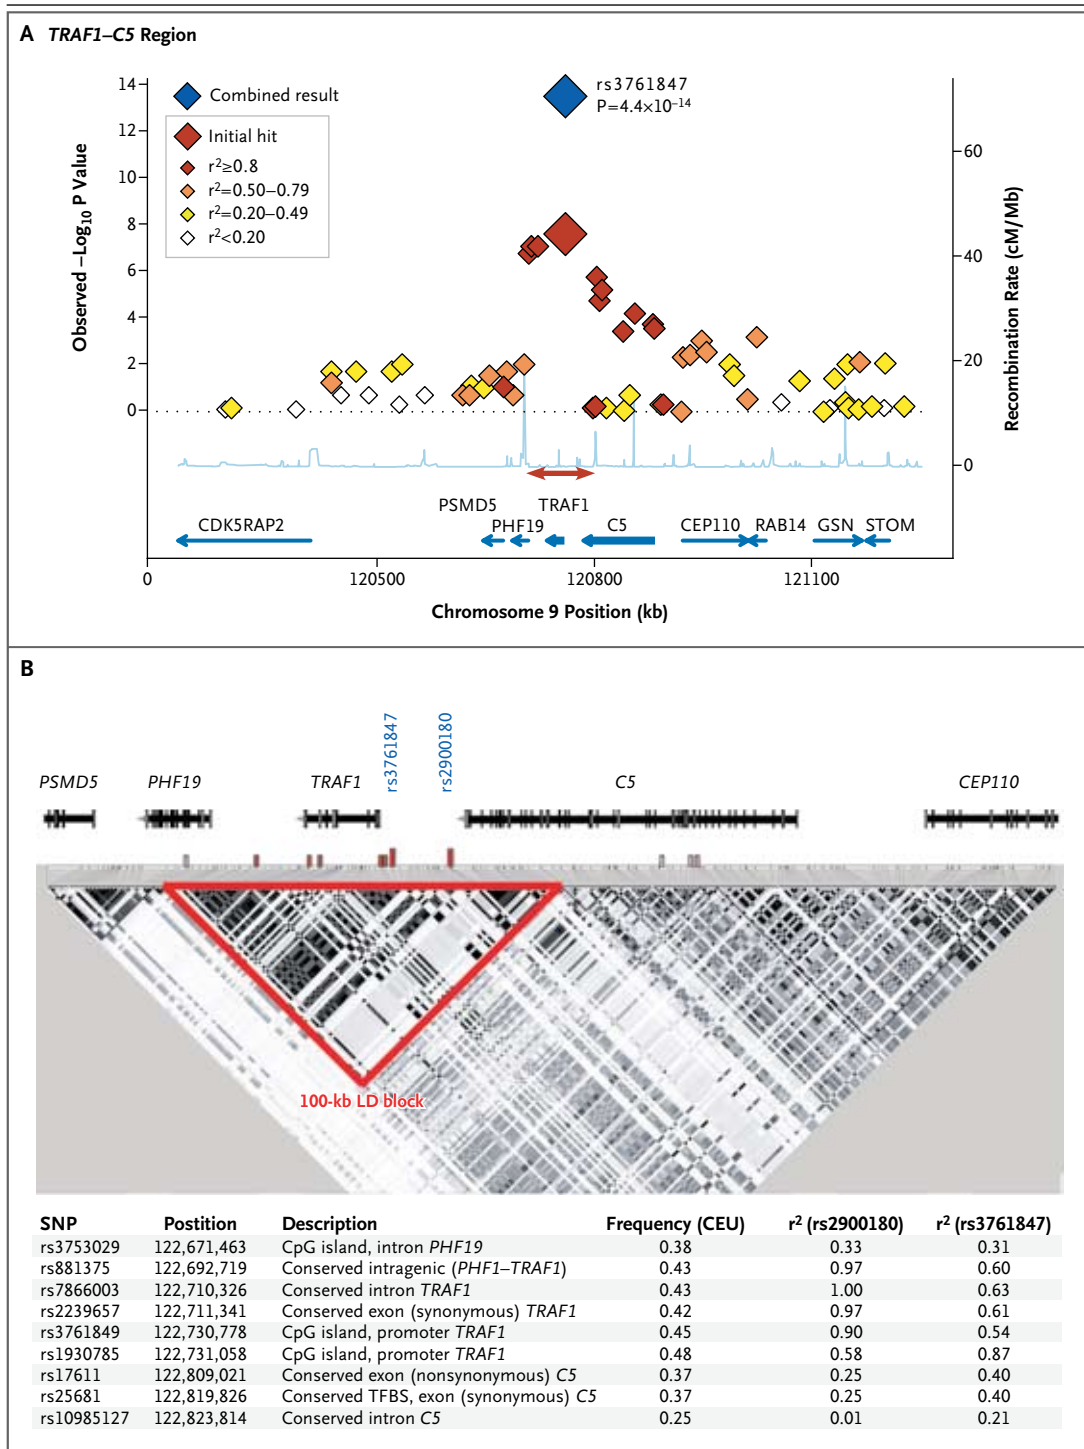 A TRAF1–C5 Region
14
12
10
8
6
4
2
0
Observed –Log10 P Value
Combined result
Initial hit
r²≥0.8
r²=0.50–0.79
r²=0.20–0.49
r²<0.20
rs3761847
P=4.4×10⁻¹⁴
60
40
20
0
Recombination Rate (cM/Mb)
PSMD5 TRAF1
CDK5RAP2 PHF19 C5 CEP110 RAB14 GSN STOM
0 120500 120800 121100
Chromosome 9 Position (kb)
B
rs3761847
rs2900180
PSMD5 PHF19 TRAF1 C5 CEP110
100-kb LD block
SNP Postition Description Frequency (CEU) r² (rs2900180) r² (rs3761847)
rs3753029 122,671,463 CpG island, intron PHF19 0.38 0.33 0.31
rs881375 122,692,719 Conserved intragenic (PHF1–TRAF1) 0.43 0.97 0.60
rs7866003 122,710,326 Conserved intron TRAF1 0.43 1.00 0.63
rs2239657 122,711,341 Conserved exon (synonymous) TRAF1 0.42 0.97 0.61
rs3761849 122,730,778 CpG island, promoter TRAF1 0.45 0.90 0.54
rs1930785 122,731,058 CpG island, promoter TRAF1 0.48 0.58 0.87
rs17611 122,809,021 Conserved exon (nonsynonymous) C5 0.37 0.25 0.40
rs25681 122,819,826 Conserved TFBS, exon (synonymous) C5 0.37 0.25 0.40
rs10985127 122,823,814 Conserved intron C5 0.25 0.01 0.21